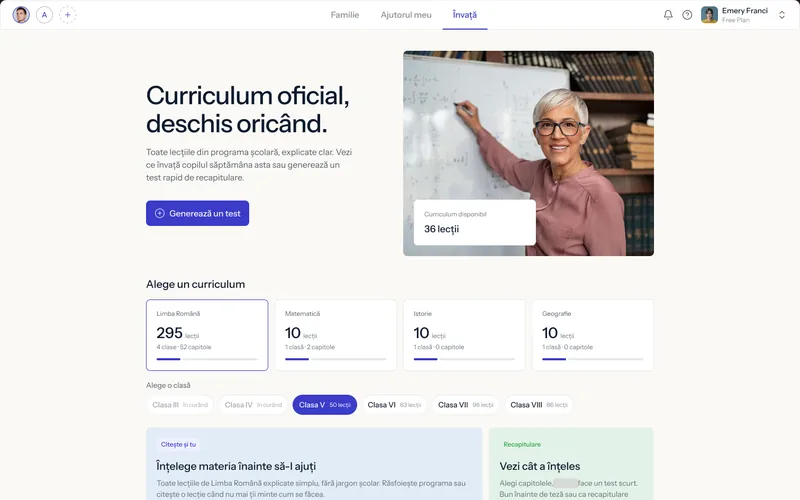 A
Familie
Ajutorul meu
Învață
Emery Franci
Free Plan
Curriculum oficial,
deschis oricând.
Toate lecțiile din programa școlară, explicate clar. Vezi
ce învață copilul săptămâna asta sau generează un
test rapid de recapitulare.
Generează un test
Curriculum disponibil
36 lecții
Alege un curriculum
Limba Română
295 lecții
4 clase · 52 capitole
Matematică
10 lecții
1 clasă · 2 capitole
Istorie
10 lecții
1 clasă · 0 capitole
Geografie
10 lecții
1 clasă · 0 capitole
Alege o clasă
Clasa III în curând
Clasa IV în curând
Clasa V 50 lecții
Clasa VI 63 lecții
Clasa VII 96 lecții
Clasa VIII 86 lecții
Citește și tu
Înțelege materia înainte să-l ajuți
Toate lecțiile de Limba Română explicate simplu, fără jargon școlar. Răsfoiește programa sau
citește o lecție când nu mai ții minte cum se făcea.
Recapitulare
Vezi cât a înțeles
Alegi capitolele, face un test scurt.
Bun înainte de teză sau ca recapitulare